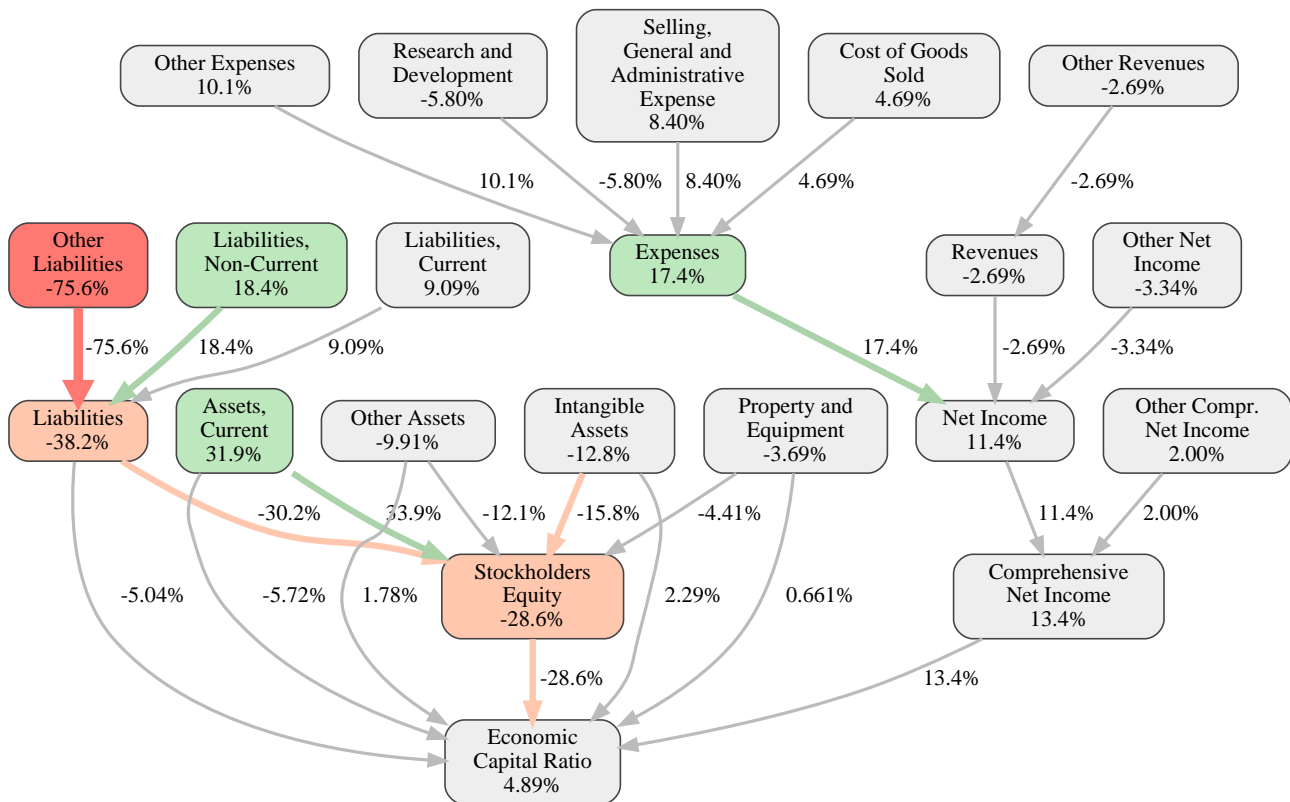 Other Expenses
10.1%
Research and
Development
-5.80%
Selling,
General and
Administrative
Expense
8.40%
Cost of Goods
Sold
4.69%
Other Revenues
-2.69%
10.1%
-5.80%
8.40%
4.69%
-2.69%
Other
Liabilities
-75.6%
Liabilities,
Non-Current
18.4%
Liabilities,
Current
9.09%
Expenses
17.4%
Revenues
-2.69%
Other Net
Income
-3.34%
-75.6%
18.4%
9.09%
17.4%
-2.69%
-3.34%
Liabilities
-38.2%
Assets,
Current
31.9%
Other Assets
-9.91%
Intangible
Assets
-12.8%
Property and
Equipment
-3.69%
Net Income
11.4%
Other Compr.
Net Income
2.00%
-30.2%
33.9%
-12.1%
-15.8%
-4.41%
11.4%
2.00%
Stockholders
Equity
-28.6%
Comprehensive
Net Income
13.4%
-5.04%
-5.72%
1.78%
2.29%
0.661%
-28.6%
13.4%
Economic
Capital Ratio
4.89%